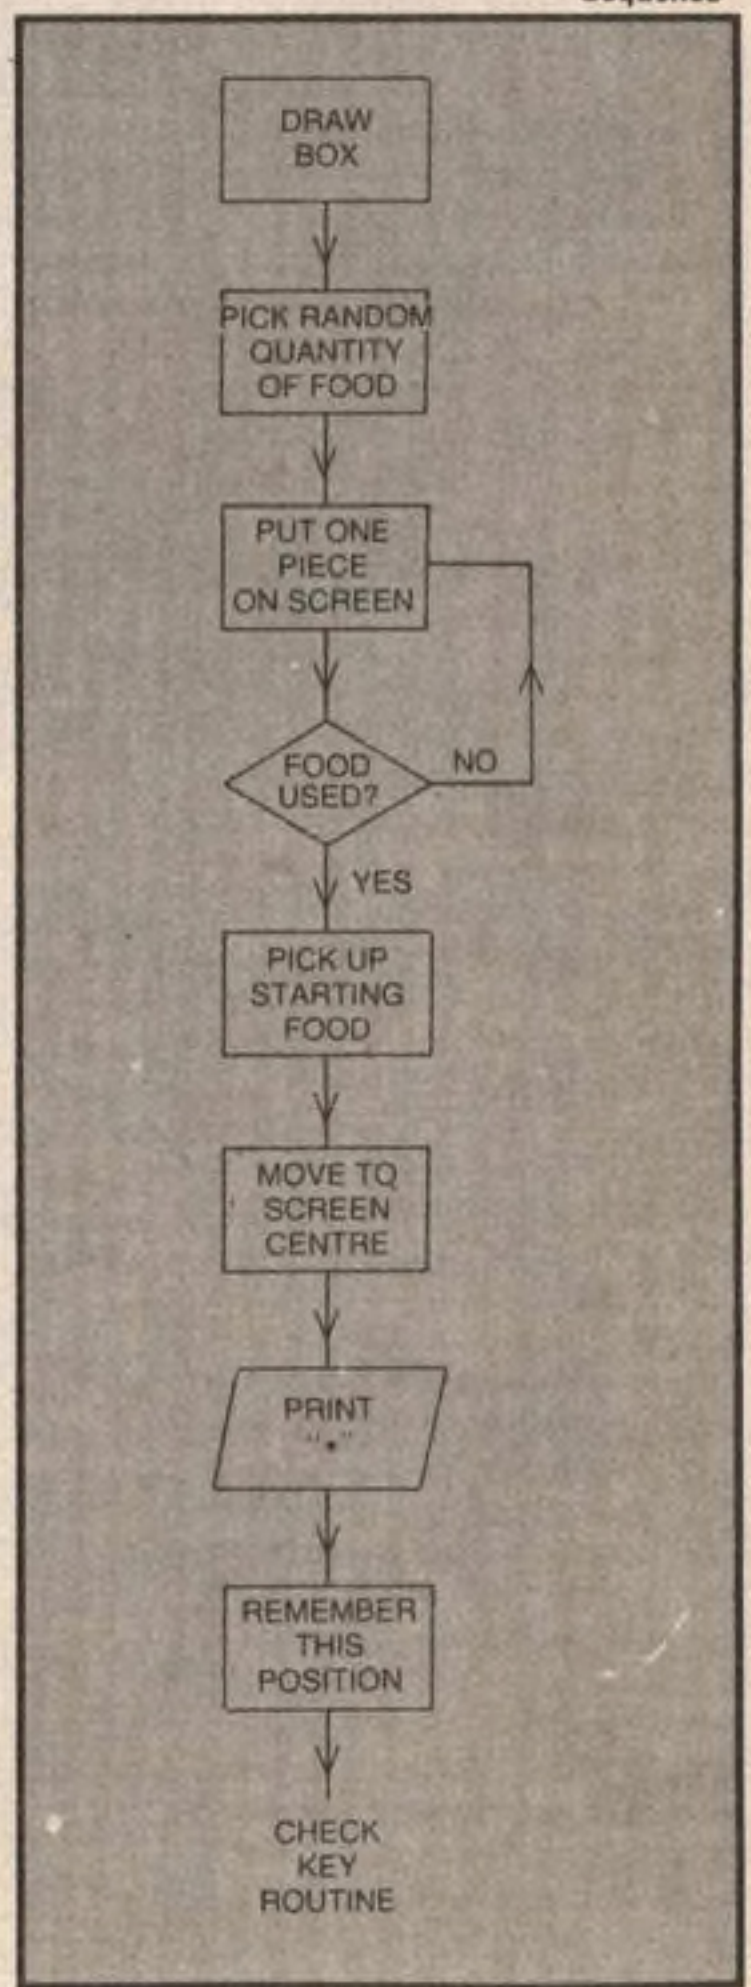 DRAW
BOX
PICK RANDOM
QUANTITY
OF FOOD
PUT ONE
PIECE
ON SCREEN
FOOD
USED?
NO
YES
PICK UP
STARTING
FOOD
MOVE TO
SCREEN
CENTRE
PRINT
REMEMBER
THIS
POSITION
CHECK
KEY
ROUTINE